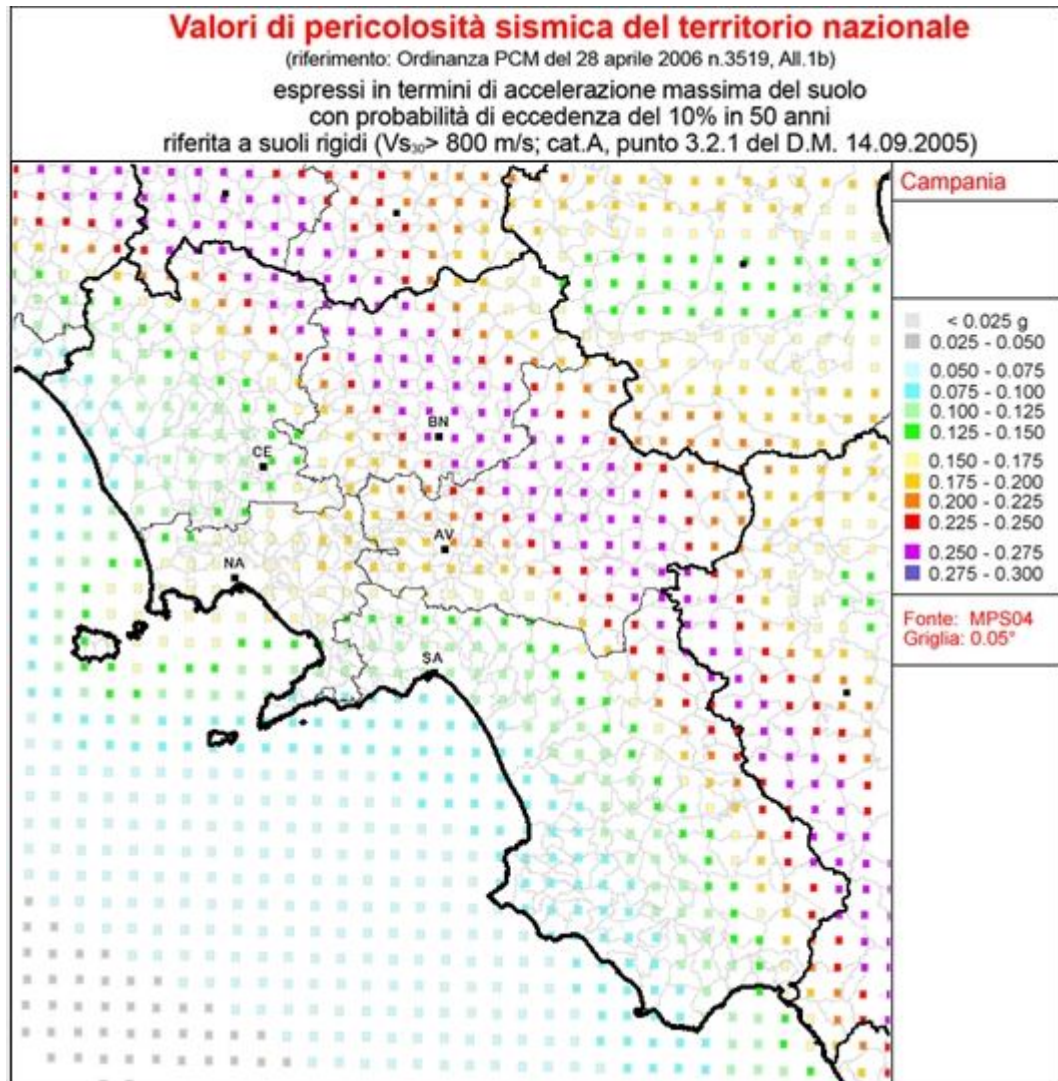 Valori di pericolosità sismica del territorio nazionale
(riferimento: Ordinanza PCM del 28 aprile 2006 n.3519, All.1b)
espressi in termini di accelerazione massima del suolo
con probabilità di eccedenza del 10% in 50 anni
riferita a suoli rigidi (Vs₃₀> 800 m/s; cat.A, punto 3.2.1 del D.M. 14.09.2005)
Campania
< 0.025 g
0.025 - 0.050
0.050 - 0.075
0.075 - 0.100
0.100 - 0.125
0.125 - 0.150
0.150 - 0.175
0.175 - 0.200
0.200 - 0.225
0.225 - 0.250
0.250 - 0.275
0.275 - 0.300
Fonte: MPS04
Griglia: 0.05°
BN
CE
AV
NA
SA